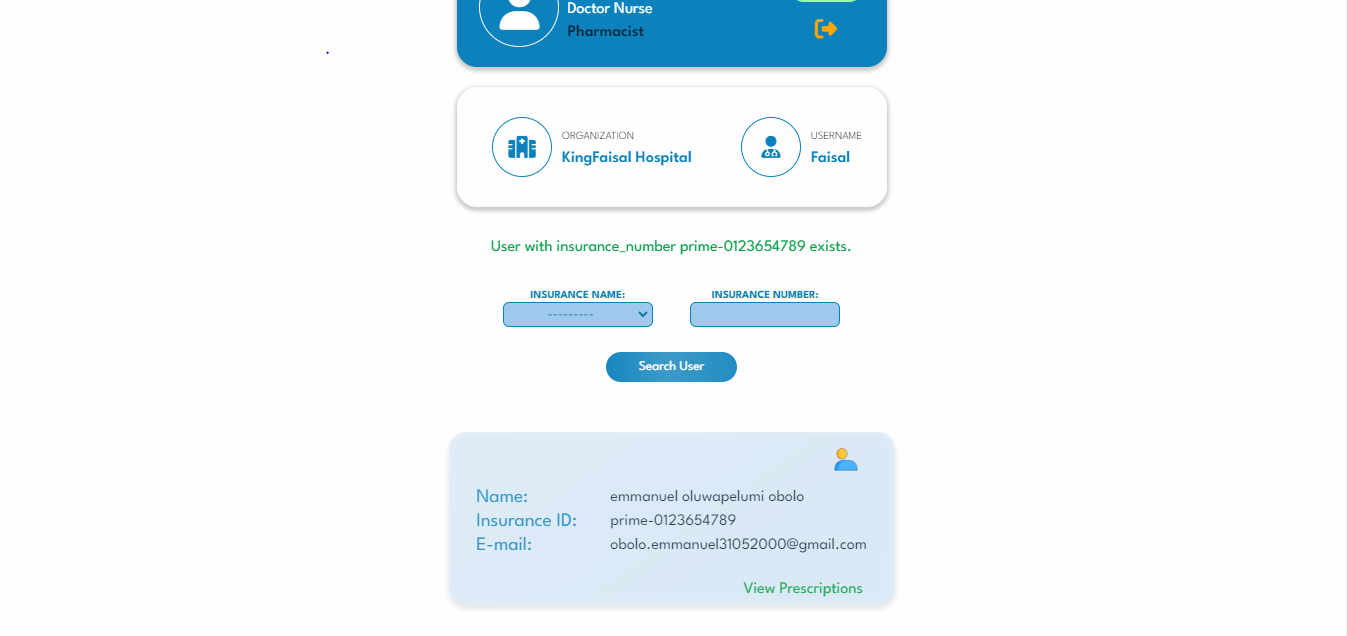 Doctor Nurse
Pharmacist
ORGANIZATION
KingFaisal Hospital
USERNAME
Faisal
User with insurance_number prime-0123654789 exists.
INSURANCE NAME:
---------
INSURANCE NUMBER:
Search User
Name: emmanuel oluwapelumi obolo
Insurance ID: prime-0123654789
E-mail: obolo.emmanuel31052000@gmail.com
View Prescriptions